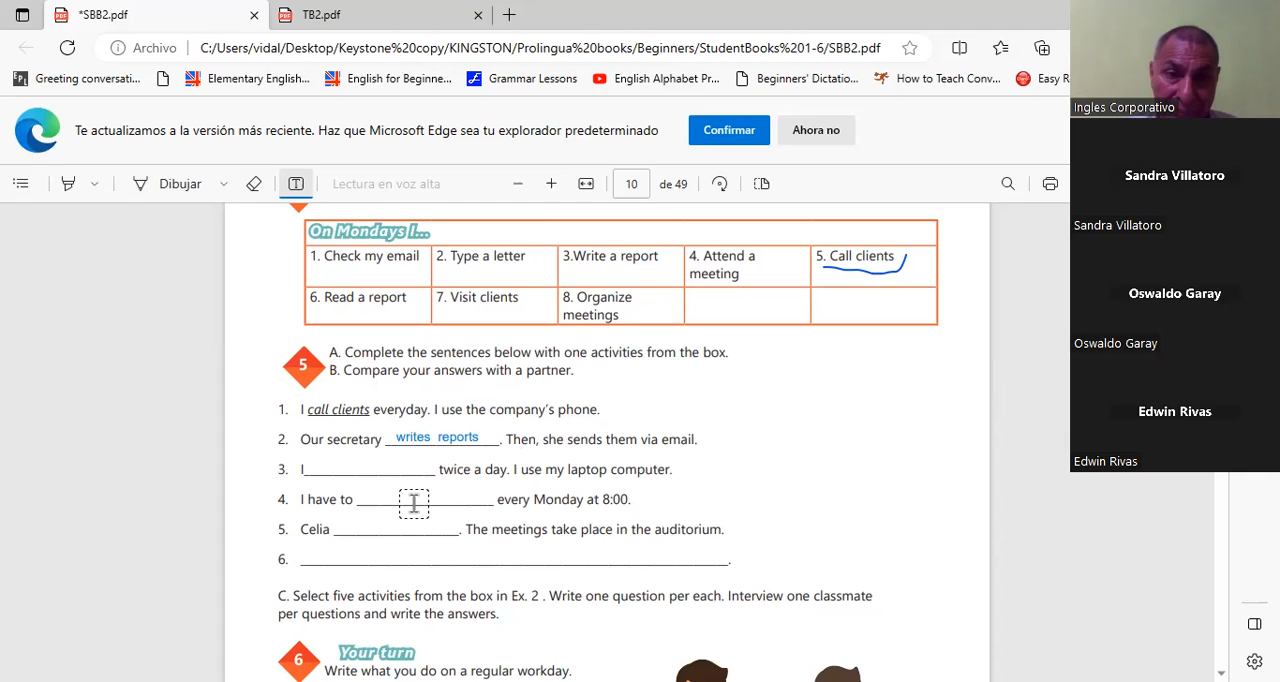 *SBB2.pdf
TB2.pdf
Archivo
C:/Users/vidal/Desktop/Keystone%20copy/KINGSTON/Prolingua%20books/Beginners/StudentBooks%201-6/SBB2.pdf
Greeting conversati...
Elementary English...
English for Beginne...
Grammar Lessons
English Alphabet Pr...
Beginners' Dictatio...
How to Teach Conv...
Easy R
Te actualizamos a la versión más reciente. Haz que Microsoft Edge sea tu explorador predeterminado
Confirmar
Ahora no
Dibujar
Lectura en voz alta
10
de 49
On Mondays I...
1. Check my email
2. Type a letter
3.Write a report
4. Attend a meeting
5. Call clients
6. Read a report
7. Visit clients
8. Organize meetings
5
A. Complete the sentences below with one activities from the box.
B. Compare your answers with a partner.
1. I call clients everyday. I use the company's phone.
2. Our secretary writes reports. Then, she sends them via email.
3. I____________________ twice a day. I use my laptop computer.
4. I have to ____________________ every Monday at 8:00.
5. Celia ____________________. The meetings take place in the auditorium.
6. ____________________.
C. Select five activities from the box in Ex. 2 . Write one question per each. Interview one classmate
per questions and write the answers.
6
Your turn
Write what you do on a regular workday.
Ingles Corporativo
Sandra Villatoro
Sandra Villatoro
Oswaldo Garay
Oswaldo Garay
Edwin Rivas
Edwin Rivas